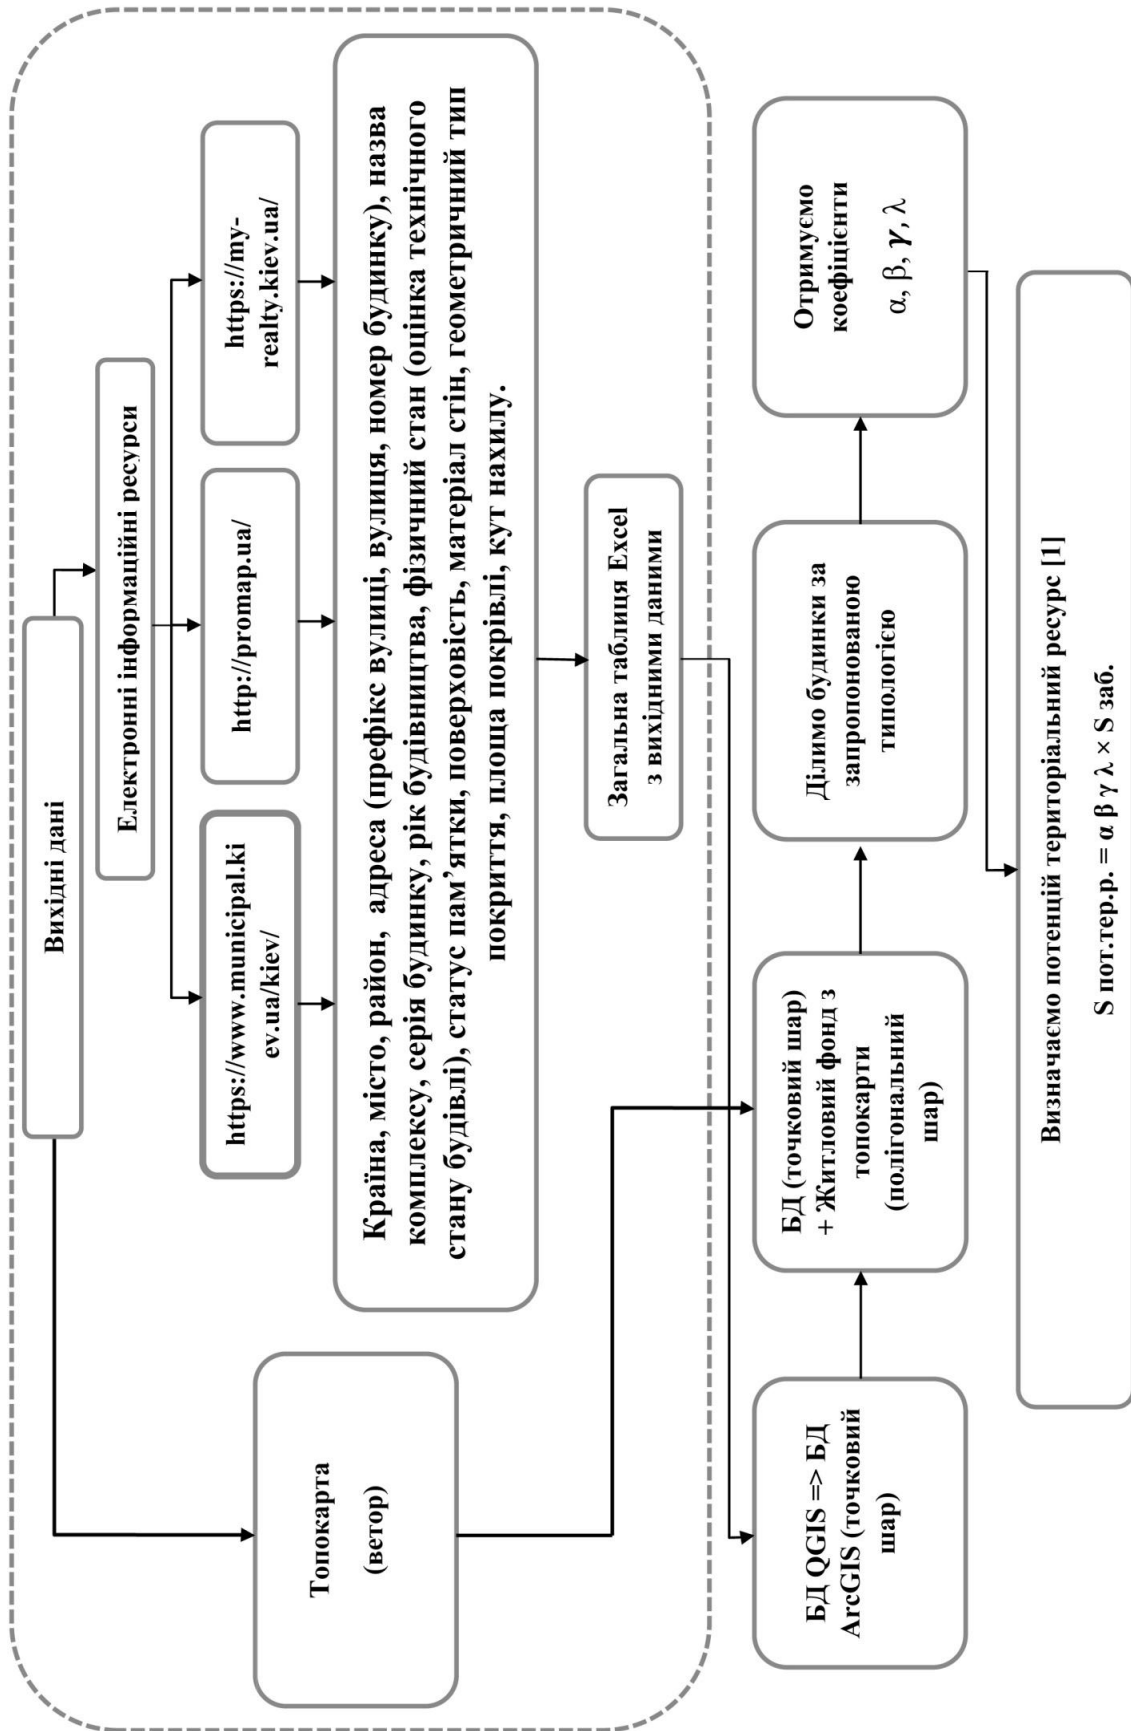 Вихідні дані
Електронні інформаційні ресурси
https://www.municipal.ki
ev.ua/kiev/
http://promap.ua/
https://my-
realty.kiev.ua/
Топокарта
(ветор)
Країна, місто, район, адреса (префікс вулиці, вулиця, номер будинку), назва
комплексу, серія будинку, рік будівництва, фізичний стан (оцінка технічного
стану будівлі), статус пам’ятки, поверховість, матеріал стін, геометричний тип
покриття, площа покрівлі, кут нахилу.
Загальна таблиця Excel
з вихідними даними
БД QGIS => БД
ArcGIS (точковий
шар)
БД (точковий шар)
+ Житловий фонд з
топокарти
(полігональний
шар)
Ділимо будинки за
запропонованою
типологією
Отримуємо
коефіцієнти
α, β, γ, λ
Визначаємо потенцій територіальний ресурс [1]
S пот.тер.р. = α β γ λ × S заб.